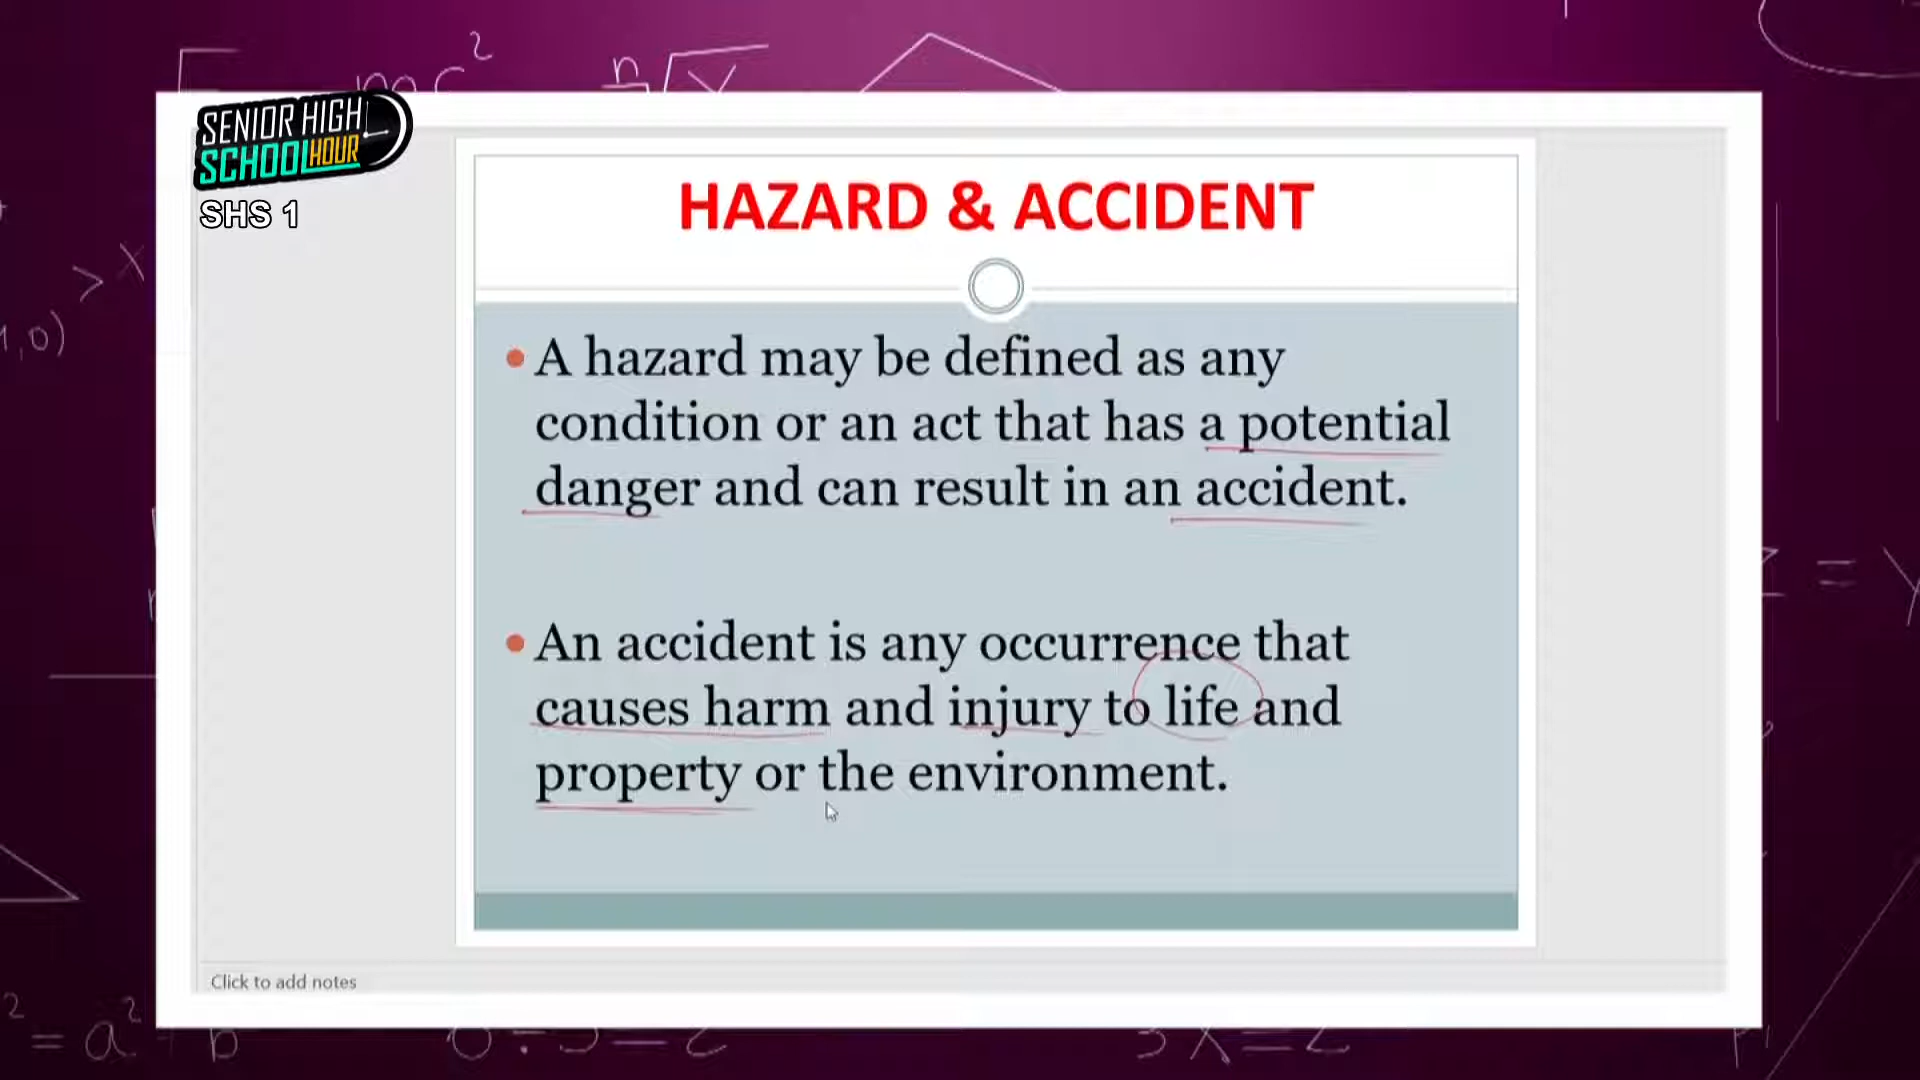 SENIOR HIGH
SCHOOL HOUR
SHS 1
HAZARD & ACCIDENT
A hazard may be defined as any
condition or an act that has a potential
danger and can result in an accident.
An accident is any occurrence that
causes harm and injury to life and
property or the environment.
Click to add notes